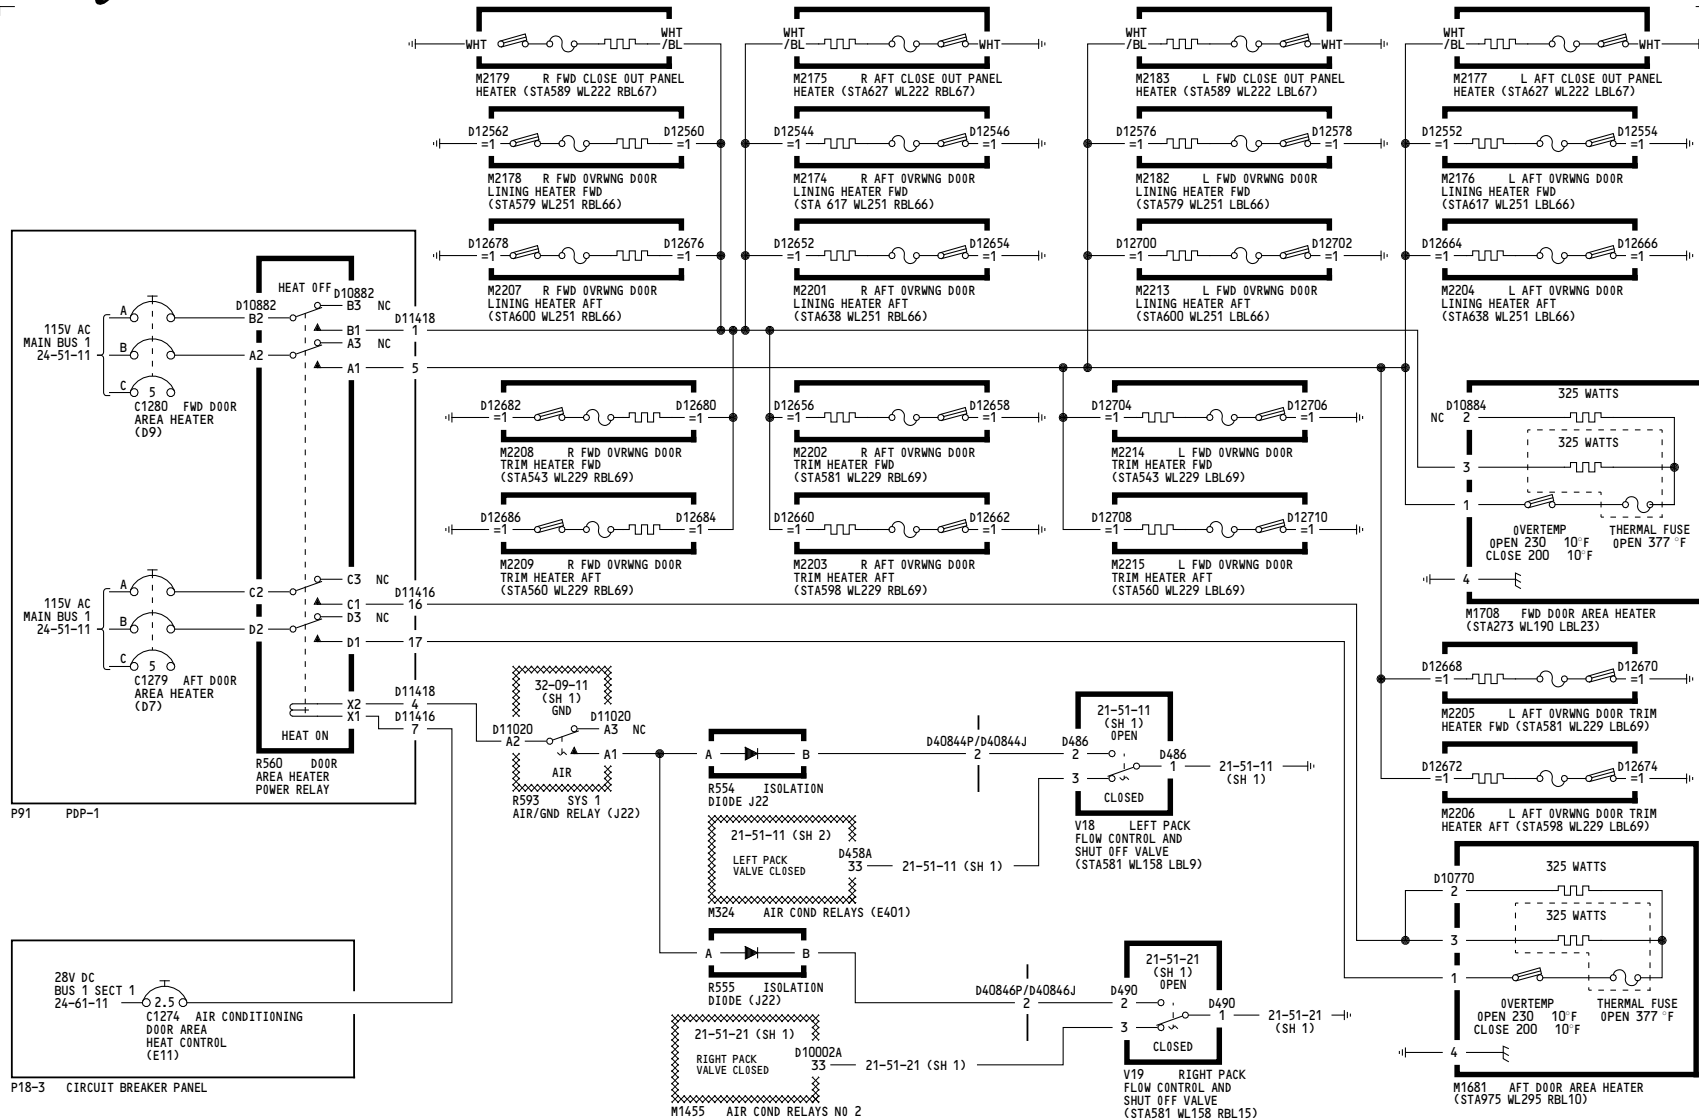 WHT
WHT
/BL
M2179 R FWD CLOSE OUT PANEL
HEATER (STA589 WL222 RBL67)
WHT
/BL
WHT
M2175 R AFT CLOSE OUT PANEL
HEATER (STA627 WL222 RBL67)
WHT
/BL
WHT
M2183 L FWD CLOSE OUT PANEL
HEATER (STA589 WL222 LBL67)
WHT
/BL
WHT
M2177 L AFT CLOSE OUT PANEL
HEATER (STA627 WL222 LBL67)
D12562
=1
D12560
=1
M2178 R FWD OVRWNG DOOR
LINING HEATER FWD
(STA579 WL251 RBL66)
D12544
=1
D12546
=1
M2174 R AFT OVRWNG DOOR
LINING HEATER FWD
(STA 617 WL251 RBL66)
D12576
=1
D12578
=1
M2182 L FWD OVRWNG DOOR
LINING HEATER FWD
(STA579 WL251 LBL66)
D12552
=1
D12554
=1
M2176 L AFT OVRWNG DOOR
LINING HEATER FWD
(STA617 WL251 LBL66)
D12678
=1
D12676
=1
M2207 R FWD OVRWNG DOOR
LINING HEATER AFT
(STA600 WL251 RBL66)
D12652
=1
D12654
=1
M2201 R AFT OVRWNG DOOR
LINING HEATER AFT
(STA638 WL251 RBL66)
D12700
=1
D12702
=1
M2213 L FWD OVRWNG DOOR
LINING HEATER AFT
(STA600 WL251 LBL66)
D12664
=1
D12666
=1
M2204 L AFT OVRWNG DOOR
LINING HEATER AFT
(STA638 WL251 LBL66)
115V AC
MAIN BUS 1
24-51-11
A
B
C
5
C1280 FWD DOOR
AREA HEATER
(D9)
HEAT OFF
D10882
B2
A2
D10882
B3 NC
B1
A3 NC
A1
D11418
1
5
D12682
=1
D12680
=1
M2208 R FWD OVRWNG DOOR
TRIM HEATER FWD
(STA543 WL229 RBL69)
D12656
=1
D12658
=1
M2202 R AFT OVRWNG DOOR
TRIM HEATER FWD
(STA581 WL229 RBL69)
D12704
=1
D12706
=1
M2214 L FWD OVRWNG DOOR
TRIM HEATER FWD
(STA543 WL229 LBL69)
D12686
=1
D12684
=1
M2209 R FWD OVRWNG DOOR
TRIM HEATER AFT
(STA560 WL229 RBL69)
D12660
=1
D12662
=1
M2203 R AFT OVRWNG DOOR
TRIM HEATER AFT
(STA598 WL229 RBL69)
D12708
=1
D12710
=1
M2215 L FWD OVRWNG DOOR
TRIM HEATER AFT
(STA560 WL229 LBL69)
D10884
NC 2
3
1
4
325 WATTS
325 WATTS
OVERTEMP
OPEN 230 10°F
CLOSE 200 10°F
THERMAL FUSE
OPEN 377 °F
M1708 FWD DOOR AREA HEATER
(STA273 WL190 LBL23)
115V AC
MAIN BUS 1
24-51-11
A
B
C
5
C1279 AFT DOOR
AREA HEATER
(D7)
C2
D2
C3 NC
C1
D3 NC
D1
D11416
16
17
X2
X1
D11418
4
D11416
7
HEAT ON
R560 DOOR
AREA HEATER
POWER RELAY
P91 PDP-1
32-09-11
(SH 1)
GND
D11020
A2
D11020
A3 NC
A1
AIR
R593 SYS 1
AIR/GND RELAY (J22)
A
B
R554 ISOLATION
DIODE J22
D40844P/D40844J
2
D486
2
3
21-51-11
(SH 1)
OPEN
D486
1
CLOSED
21-51-11
(SH 1)
V18 LEFT PACK
FLOW CONTROL AND
SHUT OFF VALVE
(STA581 WL158 LBL9)
21-51-11 (SH 2)
LEFT PACK
VALVE CLOSED
D458A
33
21-51-11 (SH 1)
M324 AIR COND RELAYS (E401)
D12668
=1
D12670
=1
M2205 L AFT OVRWNG DOOR TRIM
HEATER FWD (STA581 WL229 LBL69)
D12672
=1
D12674
=1
M2206 L AFT OVRWNG DOOR TRIM
HEATER AFT (STA598 WL229 LBL69)
D10770
2
3
1
4
325 WATTS
325 WATTS
OVERTEMP
OPEN 230 10°F
CLOSE 200 10°F
THERMAL FUSE
OPEN 377 °F
M1681 AFT DOOR AREA HEATER
(STA975 WL295 RBL10)
A
B
R555 ISOLATION
DIODE (J22)
D40846P/D40846J
2
D490
2
3
21-51-21
(SH 1)
OPEN
D490
1
CLOSED
21-51-21
(SH 1)
V19 RIGHT PACK
FLOW CONTROL AND
SHUT OFF VALVE
(STA581 WL158 RBL15)
21-51-21 (SH 1)
RIGHT PACK
VALVE CLOSED
D10002A
33
21-51-21 (SH 1)
M1455 AIR COND RELAYS NO 2
28V DC
BUS 1 SECT 1
24-61-11
2.5
C1274 AIR CONDITIONING
DOOR AREA
HEAT CONTROL
(E11)
P18-3 CIRCUIT BREAKER PANEL